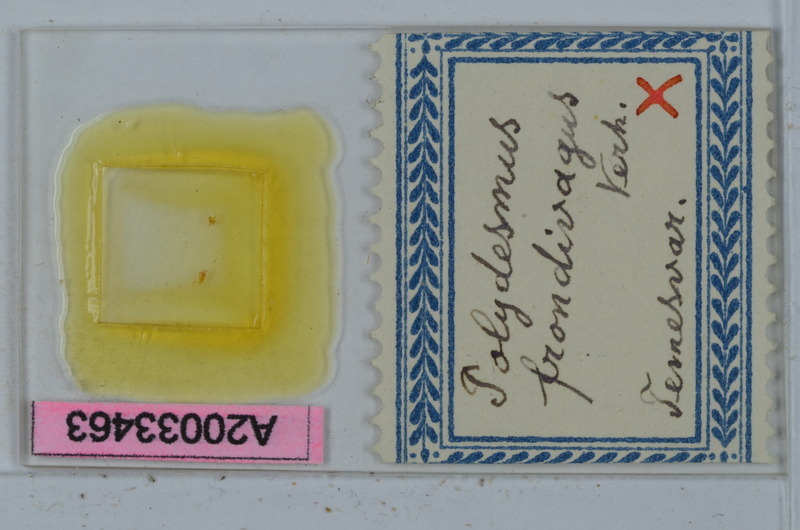 Polydesmus
frondivagus
Verh.
Temesvar.
X
A20033463